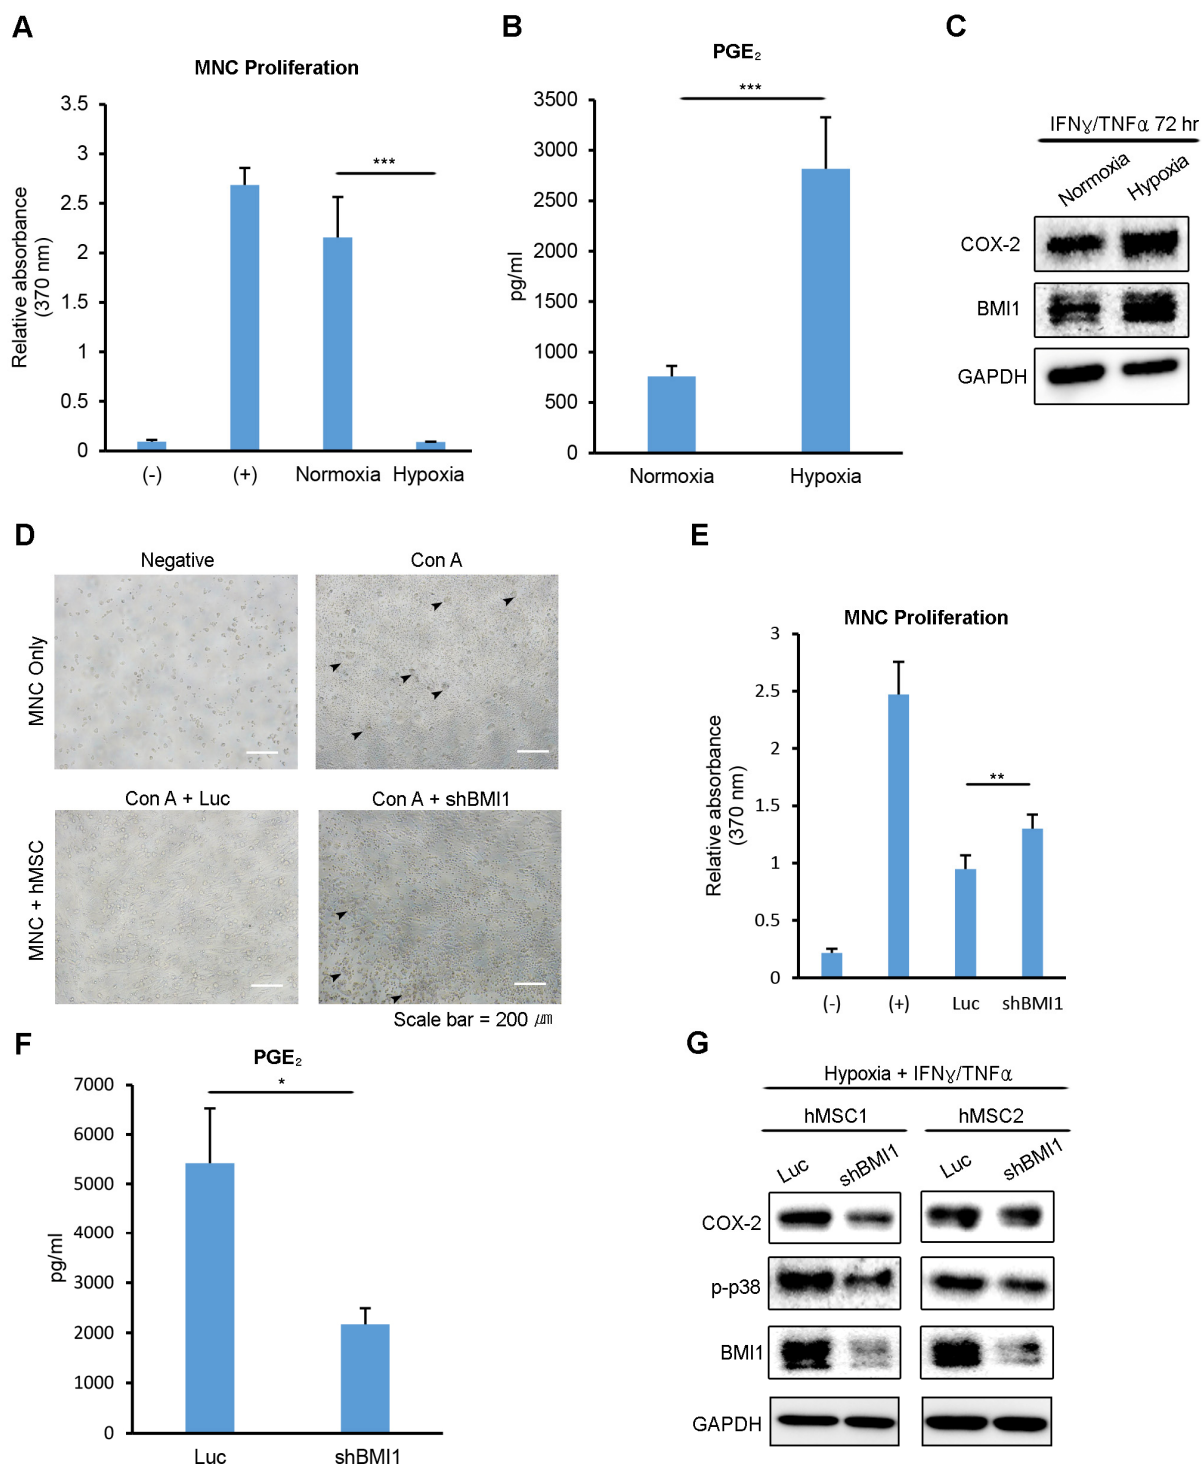 A
MNC Proliferation
3.5
3
2.5
2
1.5
1
0.5
0
Relative absorbance
(370 nm)
***
(-) (+) Normoxia Hypoxia
B
PGE₂
3500
3000
2500
2000
1500
1000
500
0
pg/ml
***
Normoxia Hypoxia
C
IFNɣ/TNFα 72 hr
Normoxia Hypoxia
COX-2
BMI1
GAPDH
D
Negative Con A
MNC Only
Con A + Luc Con A + shBMI1
MNC + hMSC
Scale bar = 200 ㎛
E
MNC Proliferation
3
2.5
2
1.5
1
0.5
0
Relative absorbance
(370 nm)
**
(-) (+) Luc shBMI1
F
PGE₂
7000
6000
5000
4000
3000
2000
1000
0
pg/ml
*
Luc shBMI1
G
Hypoxia + IFNɣ/TNFα
hMSC1 hMSC2
Luc shBMI1 Luc shBMI1
COX-2
p-p38
BMI1
GAPDH